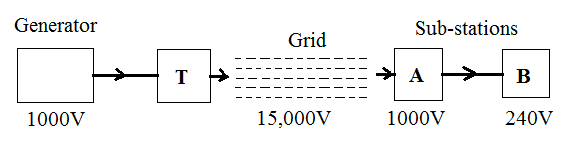 Generator
Grid
Sub-stations
T
A
B
1000V
15,000V
1000V
240V